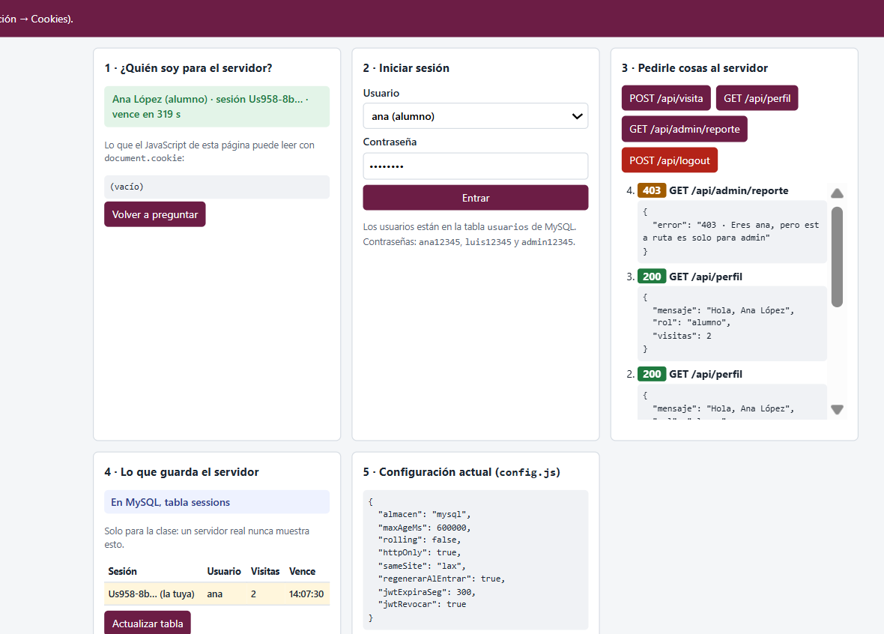 ción → Cookies).
1 · ¿Quién soy para el servidor?
Ana López (alumno) · sesión Us958-8b… ·
vence en 319 s
Lo que el JavaScript de esta página puede leer con
document.cookie:
(vacío)
Volver a preguntar
2 · Iniciar sesión
Usuario
ana (alumno)
Contraseña
••••••••
Entrar
Los usuarios están en la tabla usuarios de MySQL.
Contraseñas: ana12345, luis12345 y admin12345.
3 · Pedirle cosas al servidor
POST /api/visita GET /api/perfil
GET /api/admin/reporte
POST /api/logout
4. 403 GET /api/admin/reporte
{
"error": "403 · Eres ana, pero est
a ruta es solo para admin"
}
3. 200 GET /api/perfil
{
"mensaje": "Hola, Ana López",
"rol": "alumno",
"visitas": 2
}
2. 200 GET /api/perfil
{
"mensaje": "Hola, Ana López",
4 · Lo que guarda el servidor
En MySQL, tabla sessions
Solo para la clase: un servidor real nunca muestra
esto.
Sesión Usuario Visitas Vence
Us958-8b… (la tuya) ana 2 14:07:30
Actualizar tabla
5 · Configuración actual (config.js)
{
"almacen": "mysql",
"maxAgeMs": 600000,
"rolling": false,
"httpOnly": true,
"sameSite": "lax",
"regenerarAlEntrar": true,
"jwtExpiraSeg": 300,
"jwtRevocar": true
}